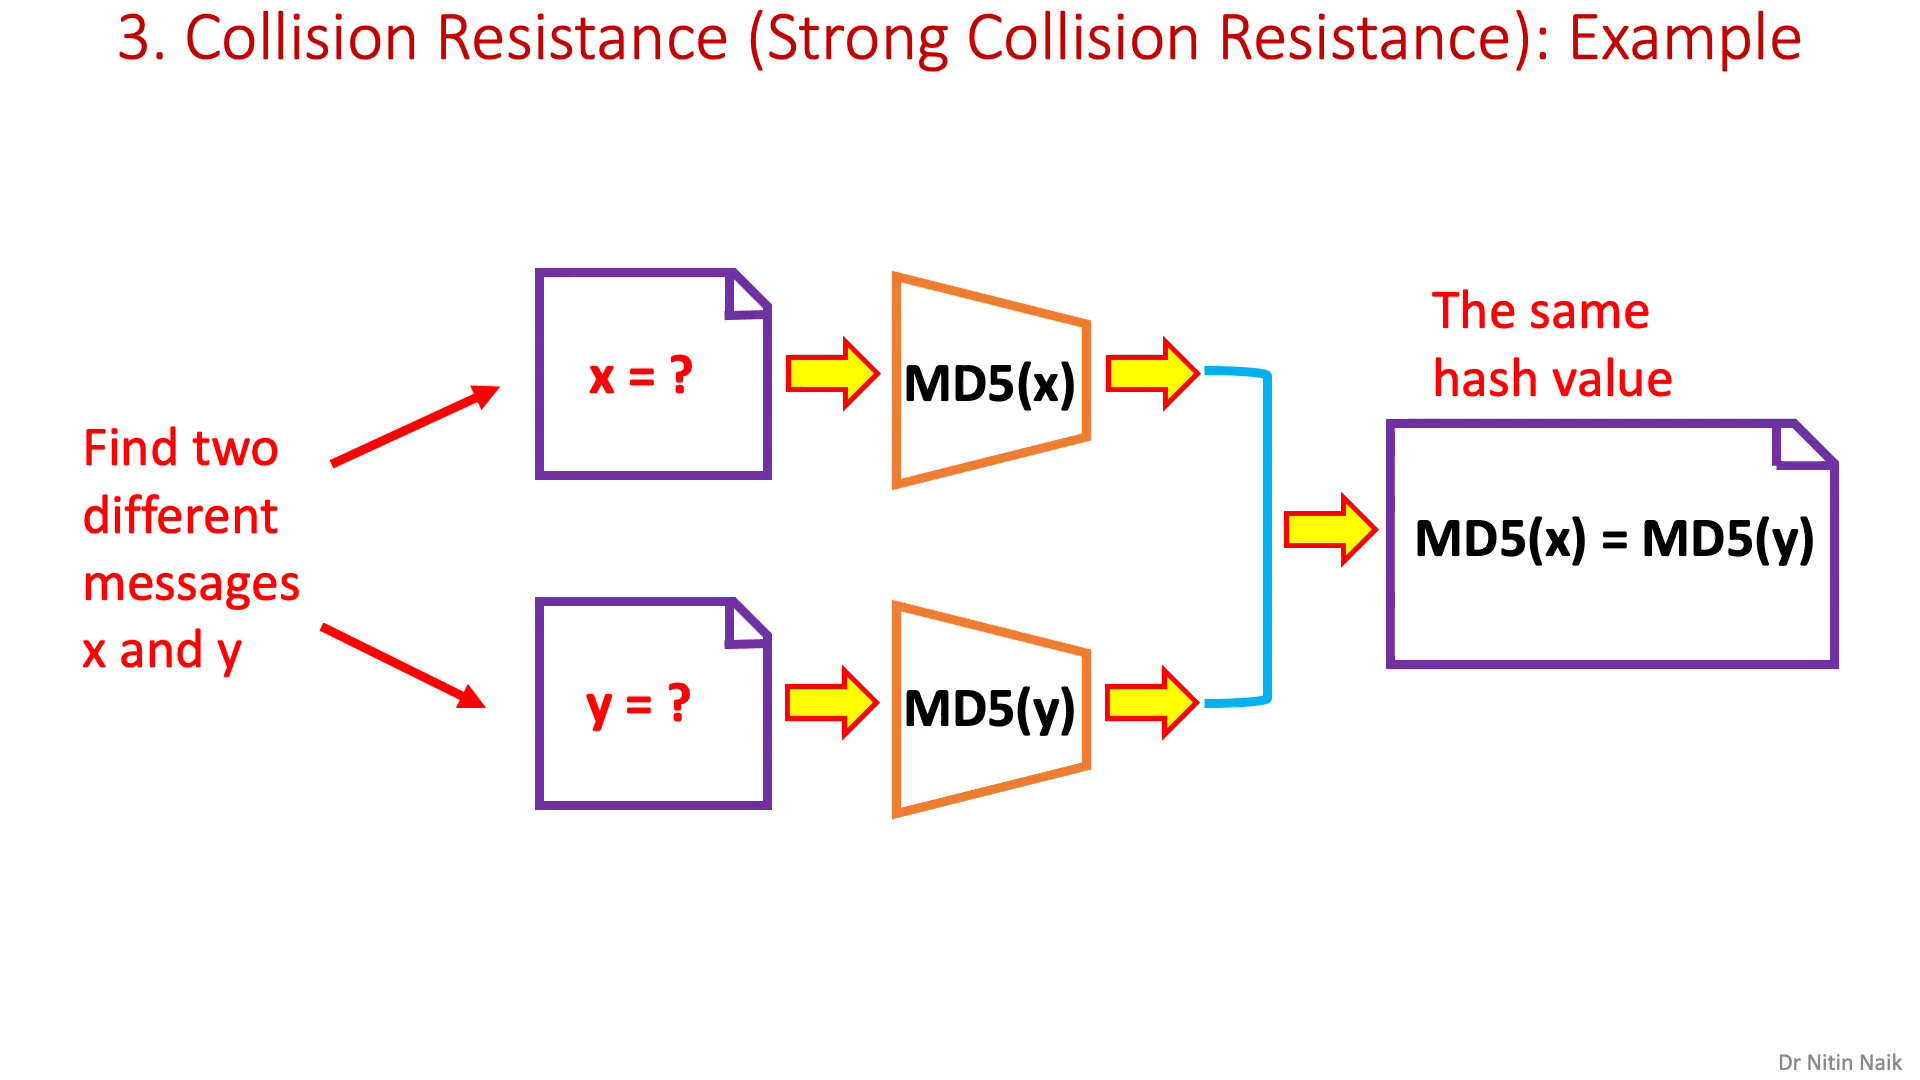 3. Collision Resistance (Strong Collision Resistance): Example
Find two
different
messages
x and y
x = ?
MD5(x)
y = ?
MD5(y)
The same
hash value
MD5(x) = MD5(y)
Dr Nitin Naik